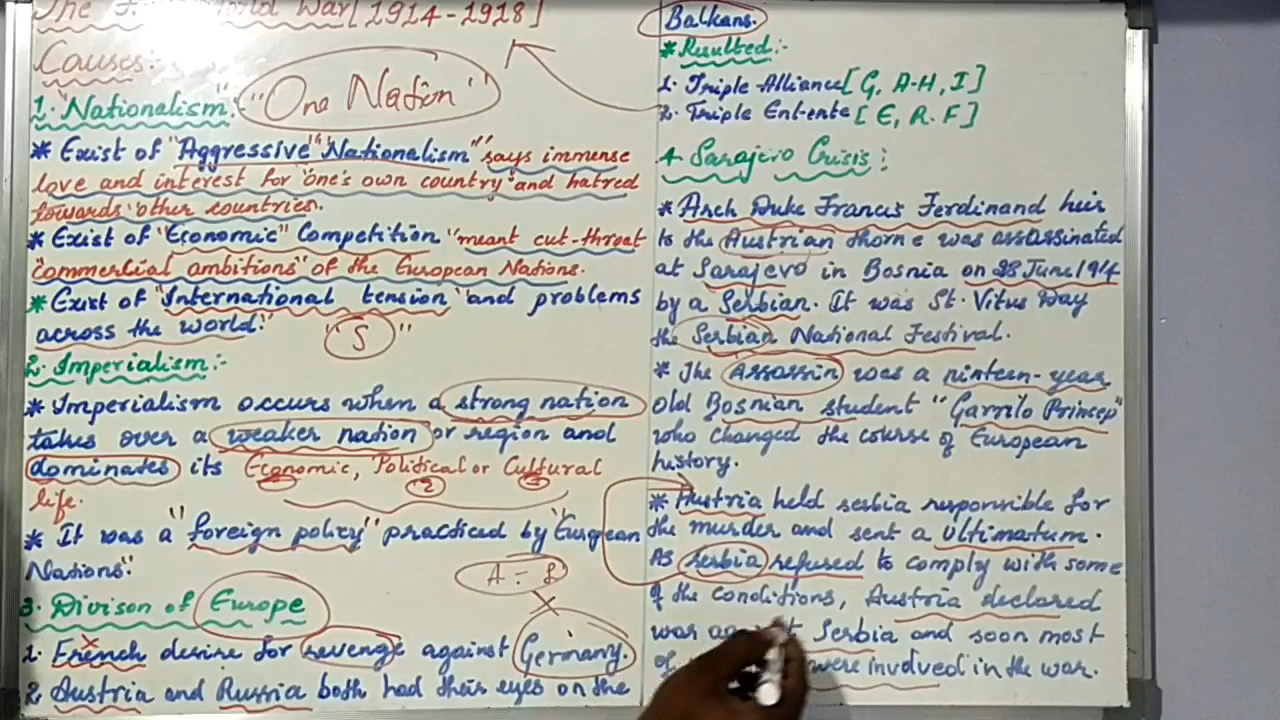 The World War [1914-1918]
Causes:
1. "Nationalism": "One Nation"
* Exist of "Aggressive" "Nationalism" "says immense
love and interest for "one's own country" and hatred
towards other countries.
* Exist of "Economic" Competition "meant cut-throat
"commercial ambitions" of the European Nations.
* Exist of "International tension" and problems
across the world." "S"
2. Imperialism:-
* Imperialism occurs when a strong nation
takes over a weaker nation or region and
dominates its Economic, Political or Cultural
2
life.
* It was a "foreign policy" practiced by "Eurpean
Nations."
A =
3. Divison of Europe
1. French desire for revenge against Germany.
2. Austria and Russia both had their eyes on the
Balkans.
* Resulted:-
1. Triple Alliance [G, A-H, I]
2. Triple Entente [E, R. F]
4. Sarajevo Crisis:
* Arch Duke Francis Ferdinand heir
to the Austrian throne was assassinated
at Sarajevo in Bosnia on 28 June 1914
by a Serbian. It was St. Vitus Day
the Serbian National Festival.
* The Assassin was a ninteen-year
old Bosnian student "Garrilo Princep"
who changed the course of European
history.
* Austria held serbia responsible for
the murder and sent a Ultimatum.
As serbia refused to comply with some
of the conditions, Austria declared
war Serbia and soon most
of were involved in the war.